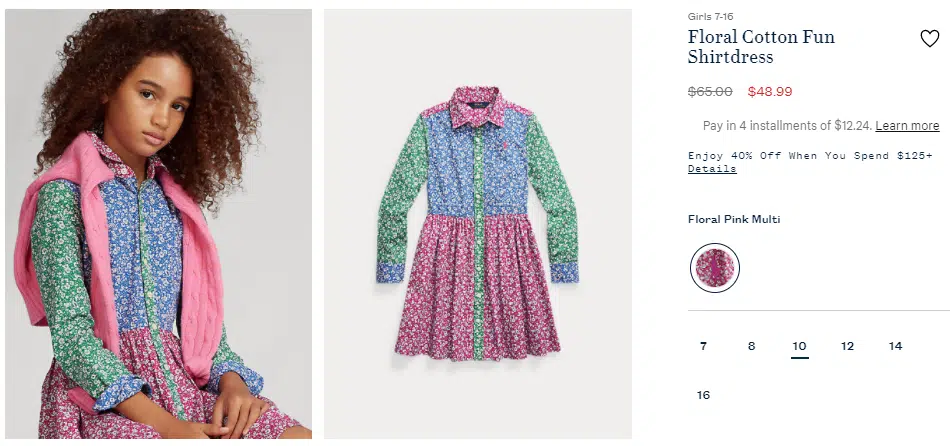 Girls 7-16
Floral Cotton Fun
Shirtdress
$65.00 $48.99
Pay in 4 installments of $12.24. Learn more
Enjoy 40% Off When You Spend $125+
Details
Floral Pink Multi
7 8 10 12 14
16